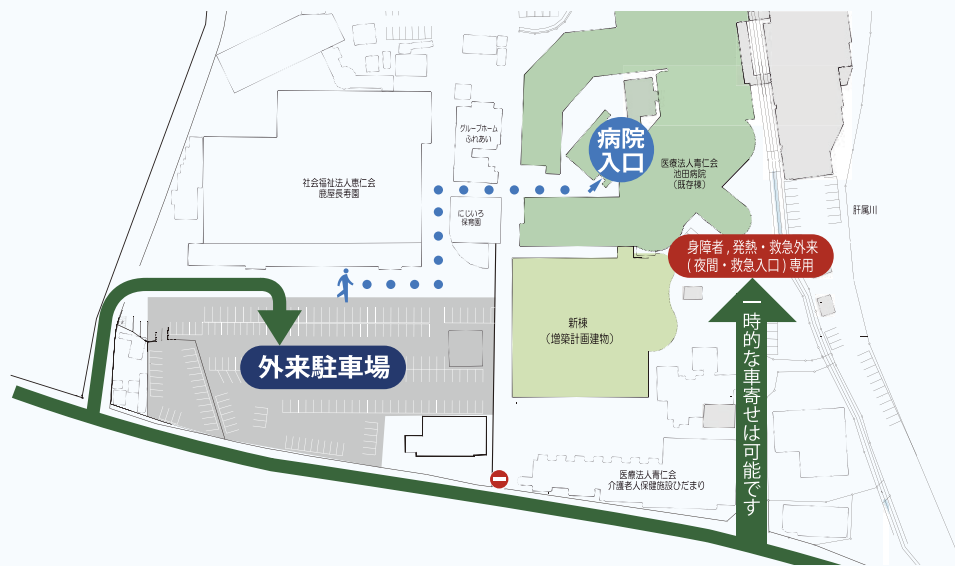 グループホーム
ふれあい
病院
入口
医療法人青仁会
池田病院
（既存棟）
社会福祉法人恵仁会
鹿屋長寿園
にじいろ
保育園
肝属川
身障者,発熱・救急外来
(夜間・救急入口)専用
新棟
（増築計画建物）
外来駐車場
一時的な車寄せは可能です
医療法人青仁会
介護老人保健施設ひだまり